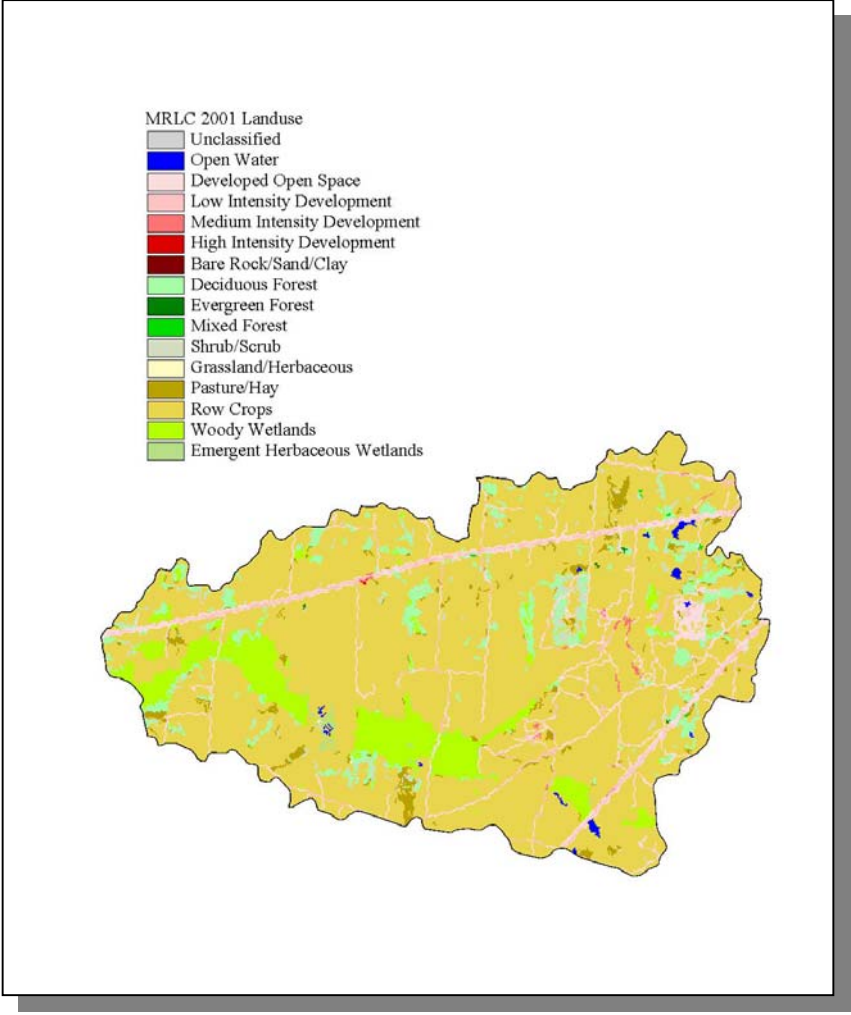 MRLC 2001 Landuse
Unclassified
Open Water
Developed Open Space
Low Intensity Development
Medium Intensity Development
High Intensity Development
Bare Rock/Sand/Clay
Deciduous Forest
Evergreen Forest
Mixed Forest
Shrub/Scrub
Grassland/Herbaceous
Pasture/Hay
Row Crops
Woody Wetlands
Emergent Herbaceous Wetlands